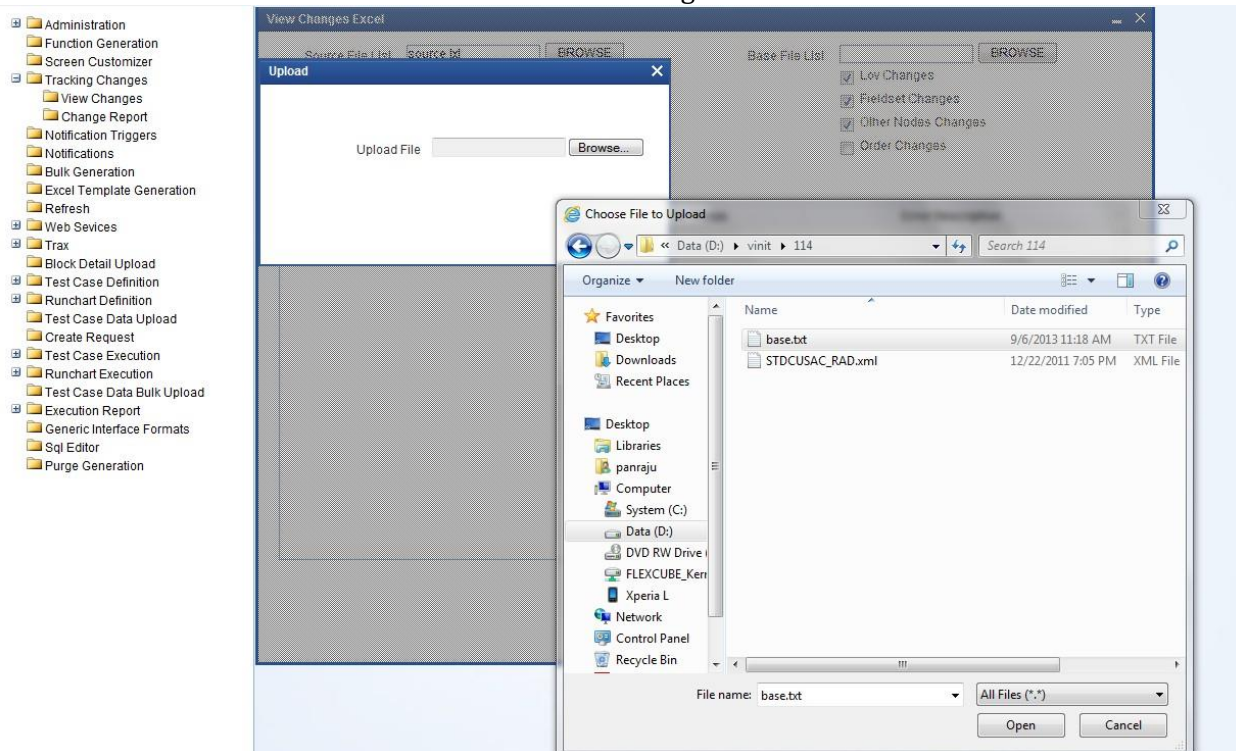 Administration
Function Generation
Screen Customizer
Tracking Changes
View Changes
Change Report
Notification Triggers
Notifications
Bulk Generation
Excel Template Generation
Refresh
Web Sevices
Trax
Block Detail Upload
Test Case Definition
Runchart Definition
Test Case Data Upload
Create Request
Test Case Execution
Runchart Execution
Test Case Data Bulk Upload
Execution Report
Generic Interface Formats
Sql Editor
Purge Generation
View Changes Excel
Source File List source.txt BROWSE Base File List BROWSE
Lov Changes
Fieldset Changes
Other Nodes Changes
Order Changes
Upload
Upload File Browse...
Choose File to Upload
« Data (D:) vinit 114 Search 114
Organize New folder
Favorites
Desktop
Downloads
Recent Places
Desktop
Libraries
panraju
Computer
System (C:)
Data (D:)
DVD RW Drive (
FLEXCUBE_Kerr
Xperia L
Network
Control Panel
Recycle Bin
Name Date modified Type
base.txt 9/6/2013 11:18 AM TXT File
STDCUSAC_RAD.xml 12/22/2011 7:05 PM XML File
File name: base.txt All Files (*.*)
Open Cancel